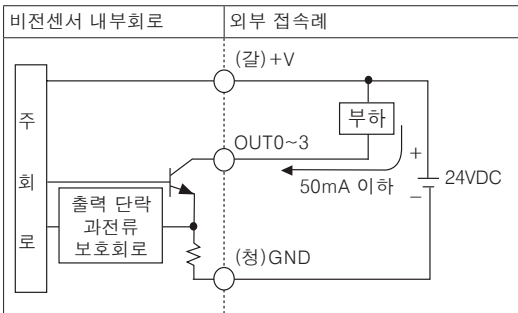 비전센서 내부회로
외부 접속례
(갈)+V
주 회 로
부하
OUT0~3
50mA 이하
+
−
24VDC
출력 단락
과전류
보호회로
(청)GND